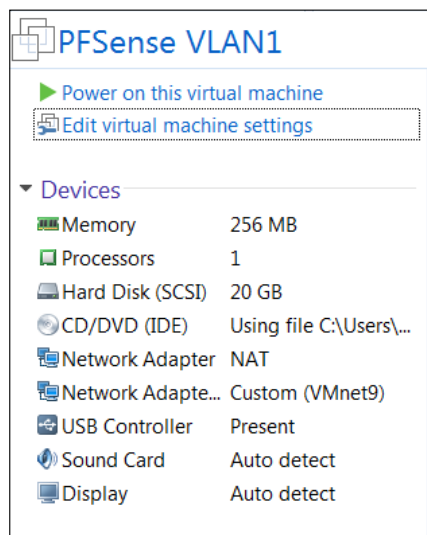 PFSense VLAN1
Power on this virtual machine
Edit virtual machine settings
Devices
Memory 256 MB
Processors 1
Hard Disk (SCSI) 20 GB
CD/DVD (IDE) Using file C:\Users\...
Network Adapter NAT
Network Adapte... Custom (VMnet9)
USB Controller Present
Sound Card Auto detect
Display Auto detect